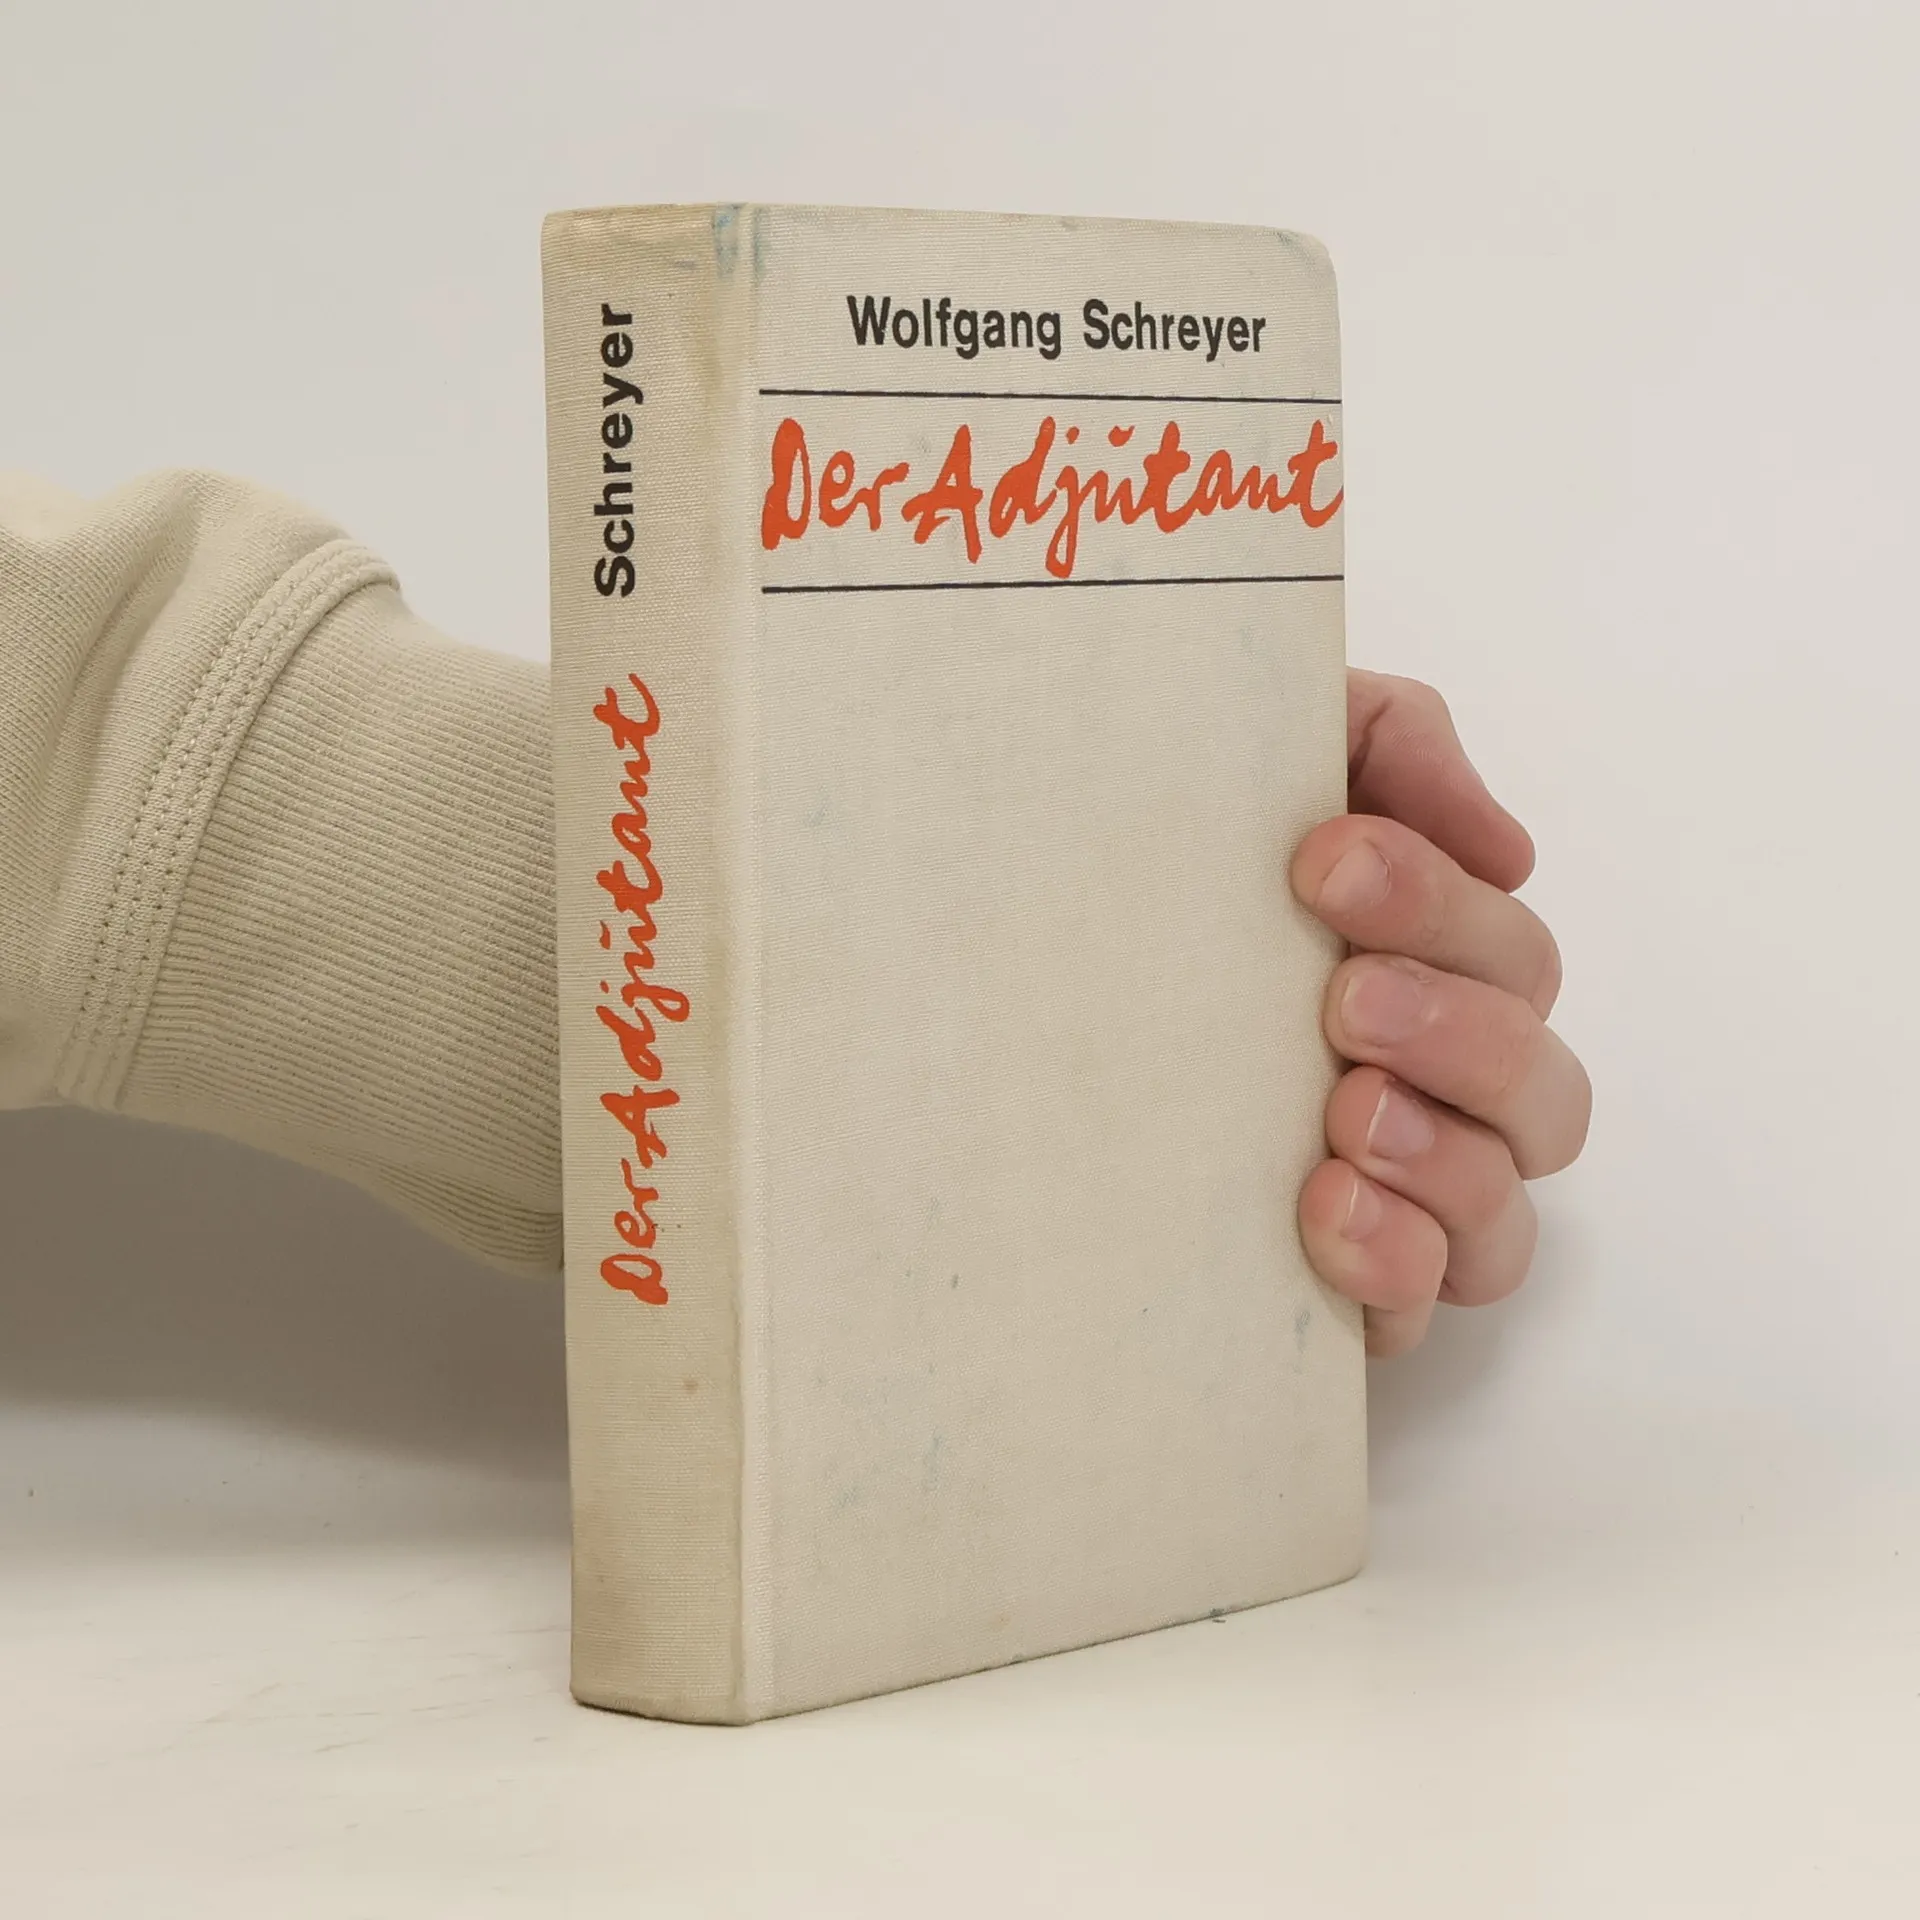 Wolfgang Schreyer
Der Adjutant
Der Adjutant Schreyer